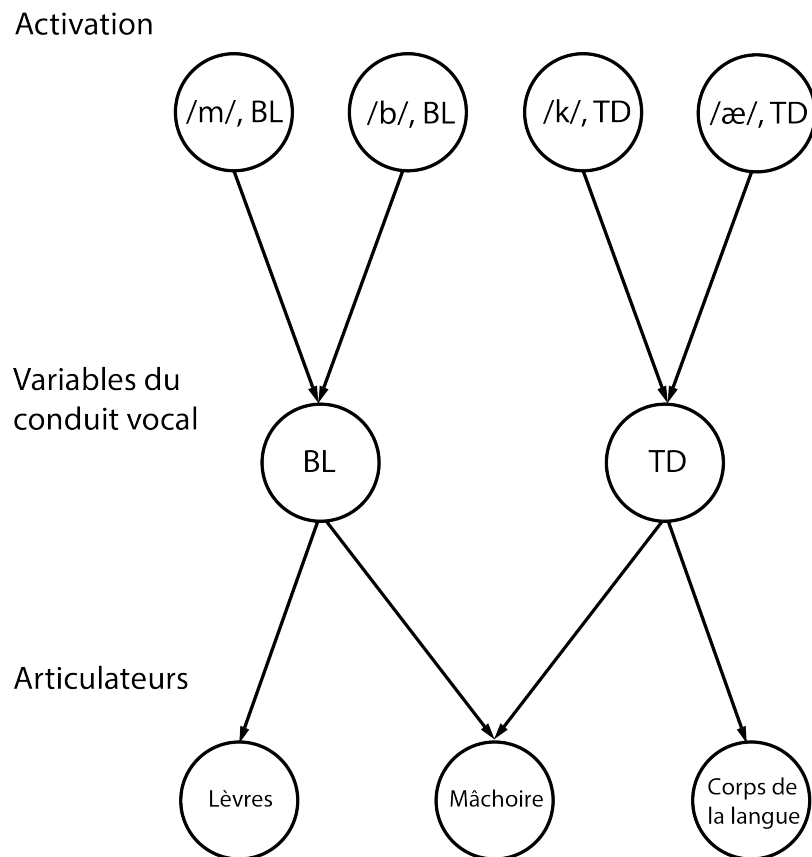 Activation
/m/, BL
/b/, BL
/k/, TD
/æ/, TD
Variables du
conduit vocal
BL
TD
Articulateurs
Lèvres
Mâchoire
Corps de
la langue